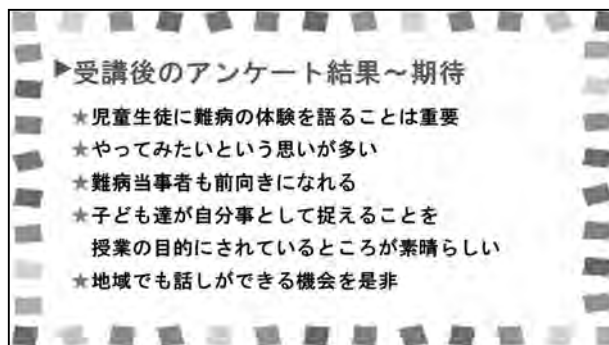 ▶受講後のアンケート結果～期待
★児童生徒に難病の体験を語ることは重要
★やってみたいという思いが多い
★難病当事者も前向きになれる
★子ども達が自分事として捉えることを
授業の目的にされているところが素晴らしい
★地域でも話しができる機会を是非